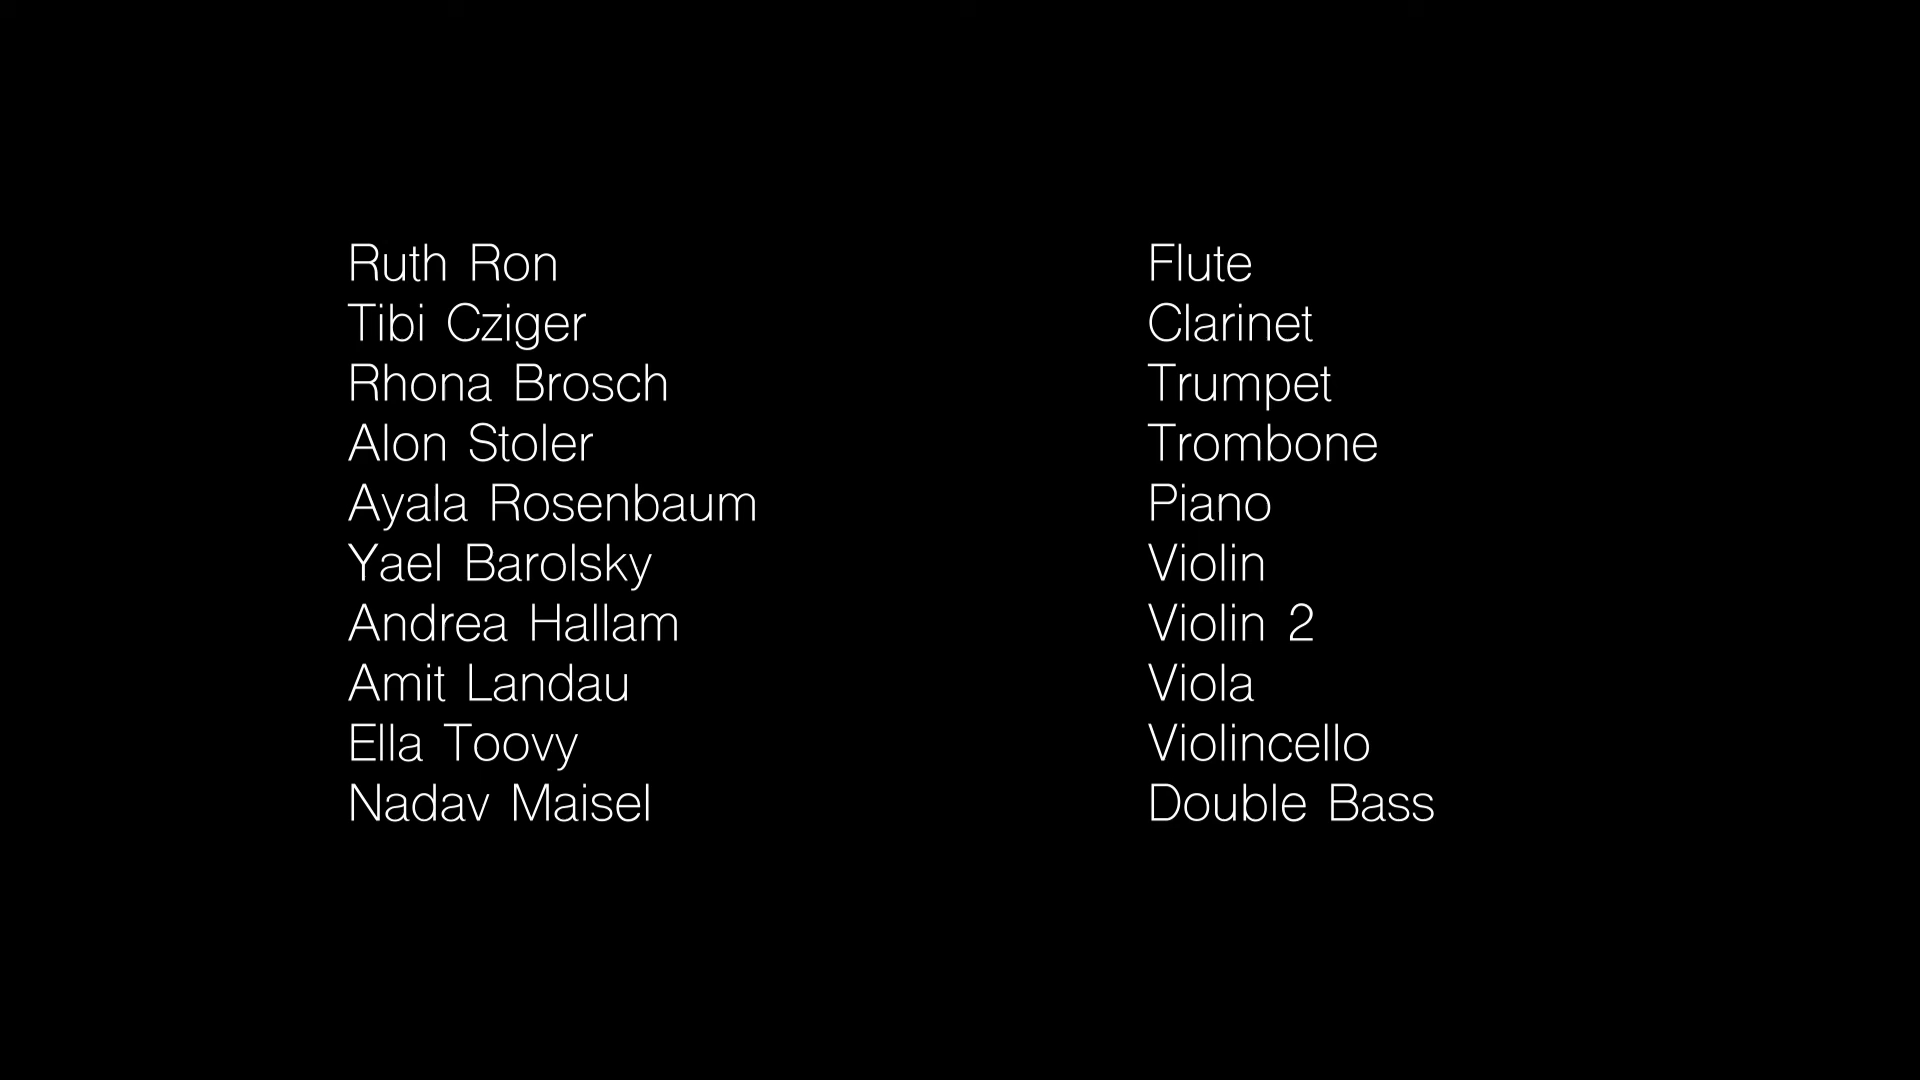 Ruth Ron Flute
Tibi Cziger Clarinet
Rhona Brosch Trumpet
Alon Stoler Trombone
Ayala Rosenbaum Piano
Yael Barolsky Violin
Andrea Hallam Violin 2
Amit Landau Viola
Ella Toovy Violincello
Nadav Maisel Double Bass